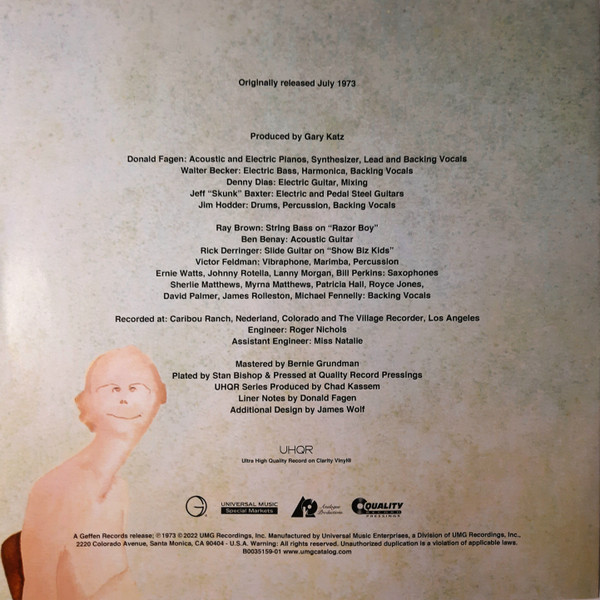 Originally released July 1973
Produced by Gary Katz
Donald Fagen: Acoustic and Electric Pianos, Synthesizer, Lead and Backing Vocals
Walter Becker: Electric Bass, Harmonica, Backing Vocals
Denny Dias: Electric Guitar, Mixing
Jeff "Skunk" Baxter: Electric and Pedal Steel Guitars
Jim Hodder: Drums, Percussion, Backing Vocals
Ray Brown: String Bass on "Razor Boy"
Ben Benay: Acoustic Guitar
Rick Derringer: Slide Guitar on "Show Biz Kids"
Victor Feldman: Vibraphone, Marimba, Percussion
Ernie Watts, Johnny Rotella, Lanny Morgan, Bill Perkins: Saxophones
Sherlie Matthews, Myrna Matthews, Patricia Hall, Royce Jones,
David Palmer, James Rolleston, Michael Fennelly: Backing Vocals
Recorded at: Caribou Ranch, Nederland, Colorado and The Village Recorder, Los Angeles
Engineer: Roger Nichols
Assistant Engineer: Miss Natalie
Mastered by Bernie Grundman
Plated by Stan Bishop & Pressed at Quality Record Pressings
UHQR Series Produced by Chad Kassem
Liner Notes by Donald Fagen
Additional Design by James Wolf
UHQR
Ultra High Quality Record on Clarity Vinyl®
G
UNIVERSAL MUSIC
Special Markets
AP
Analogue
Productions
QUALITY
RECORD
PRESSINGS
A Geffen Records release; ℗ 1973 © 2022 UMG Recordings, Inc. Manufactured by Universal Music Enterprises, a Division of UMG Recordings, Inc.,
2220 Colorado Avenue, Santa Monica, CA 90404 - U.S.A. Warning: All rights reserved. Unauthorized duplication is a violation of applicable laws.
B0035159-01 www.umgcatalog.com